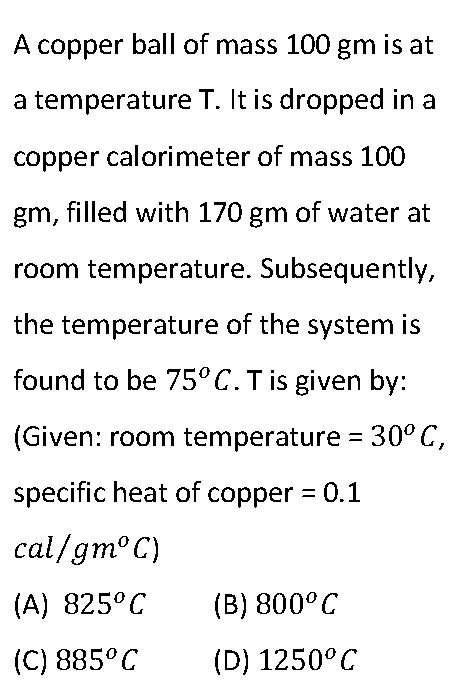 A copper ball of mass 100 gm is at
a temperature T. It is dropped in a
copper calorimeter of mass 100
gm, filled with 170 gm of water at
room temperature. Subsequently,
the temperature of the system is
found to be 75°C. T is given by:
(Given: room temperature = 30°C,
specific heat of copper = 0.1
cal/gm°C)
(A) 825°C (B) 800°C
(C) 885°C (D) 1250°C